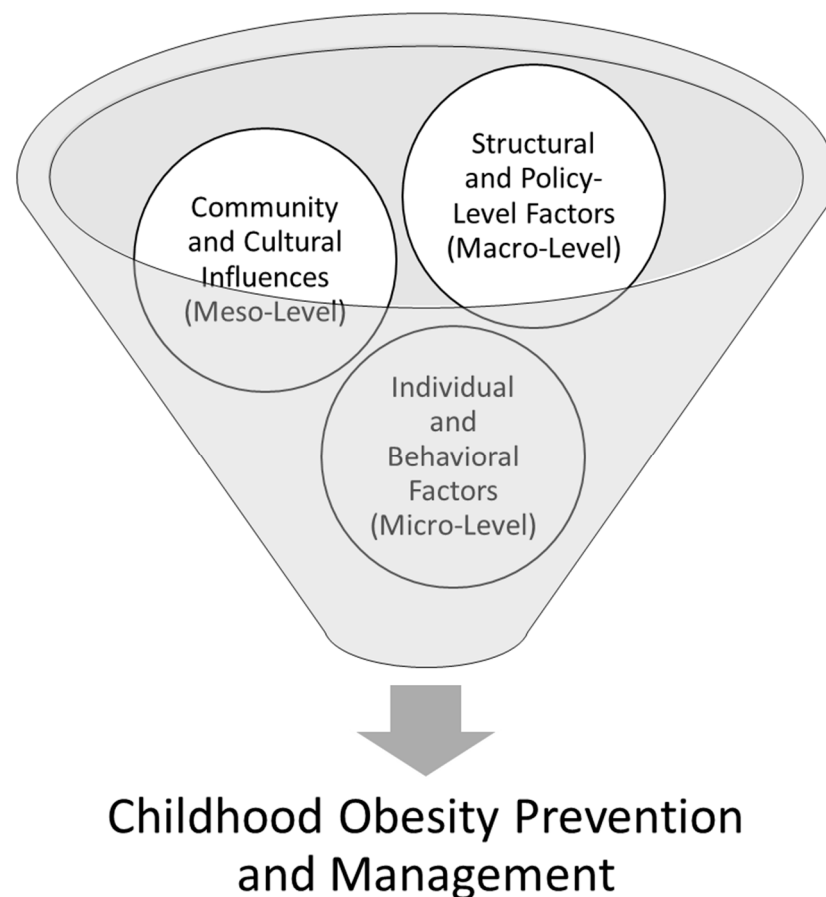 Structural
and Policy-
Level Factors
(Macro-Level)
Community
and Cultural
Influences
(Meso-Level)
Individual
and
Behavioral
Factors
(Micro-Level)
Childhood Obesity Prevention
and Management